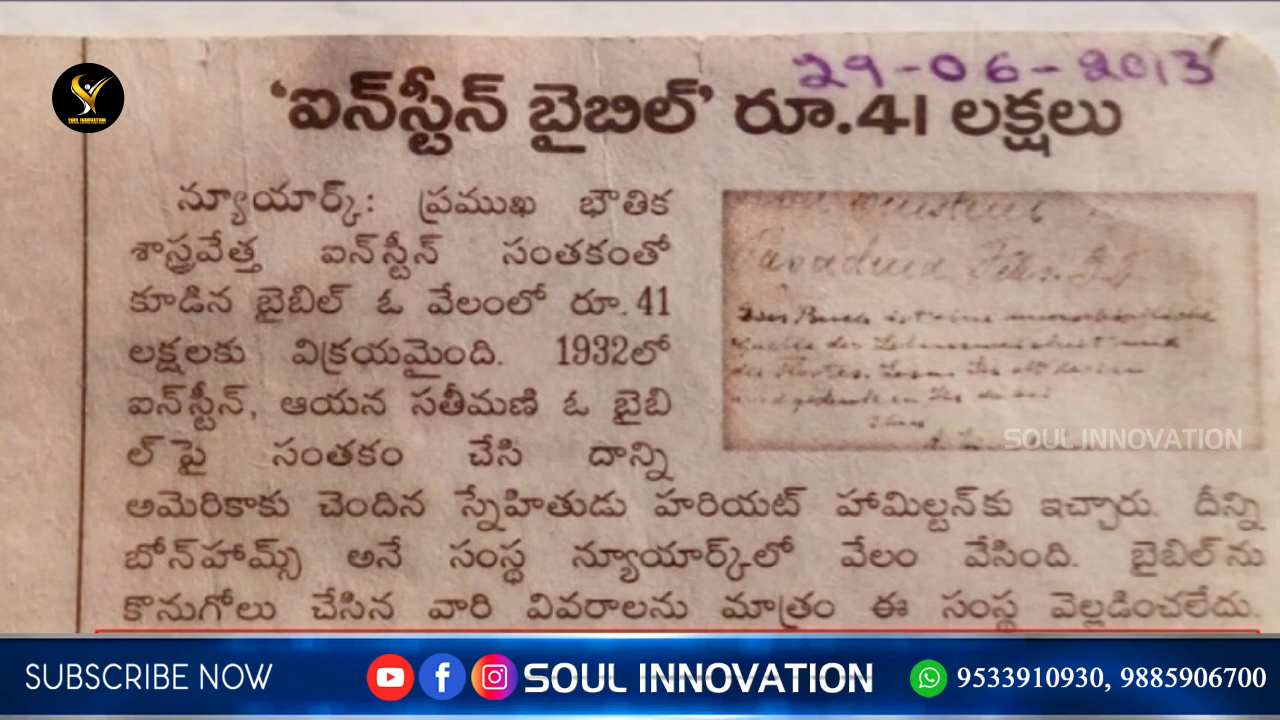 29-06-2013
‘ఐన్‌స్టీన్ బైబిల్’ రూ.41 లక్షలు
న్యూయార్క్: ప్రముఖ భౌతిక
శాస్త్రవేత్త ఐన్‌స్టీన్ సంతకంతో
కూడిన బైబిల్ ఓ వేలంలో రూ.41
లక్షలకు విక్రయమైంది. 1932లో
ఐన్‌స్టీన్, ఆయన సతీమణి ఓ బైబి
ల్‌పై సంతకం చేసి దాన్ని
అమెరికాకు చెందిన స్నేహితుడు హరియట్ హామిల్టన్‌కు ఇచ్చారు. దీన్ని
బోన్‌హామ్స్ అనే సంస్థ న్యూయార్క్‌లో వేలం వేసింది. బైబిల్‌ను
కొనుగోలు చేసిన వారి వివరాలను మాత్రం ఈ సంస్థ వెల్లడించలేదు.
SOUL INNOVATION
SOUL INNOVATION
SUBSCRIBE NOW SOUL INNOVATION 9533910930, 9885906700